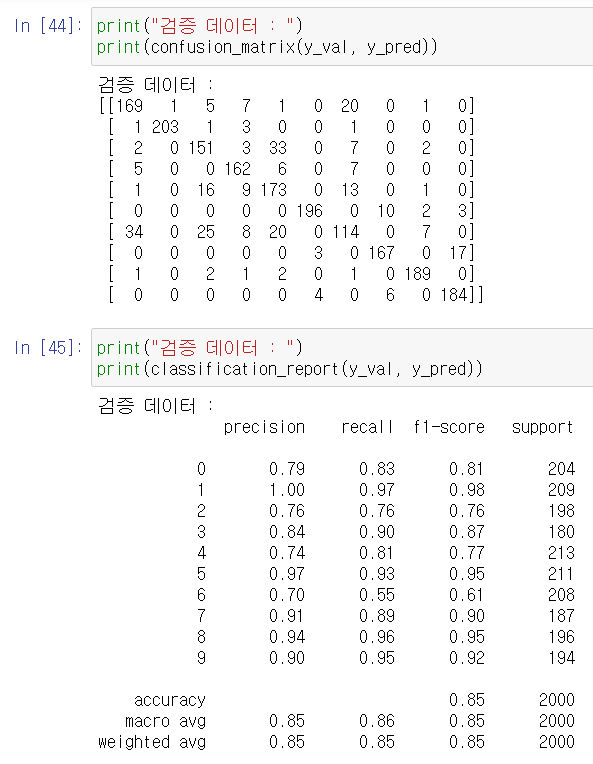 In [44]: print("검증 데이터 : ")
print(confusion_matrix(y_val, y_pred))
검증 데이터 :
[[169   1   5   7   1   0  20   0   1   0]
 [  1 203   1   3   0   0   1   0   0   0]
 [  2   0 151   3  33   0   7   0   2   0]
 [  5   0   0 162   6   0   7   0   0   0]
 [  1   0  16   9 173   0  13   0   1   0]
 [  0   0   0   0   0 196   0  10   2   3]
 [ 34   0  25   8  20   0 114   0   7   0]
 [  0   0   0   0   0   3   0 167   0  17]
 [  1   0   2   1   2   0   1   0 189   0]
 [  0   0   0   0   0   4   0   6   0 184]]
In [45]: print("검증 데이터 : ")
print(classification_report(y_val, y_pred))
검증 데이터 :
precision    recall  f1-score   support
0       0.79      0.83      0.81       204
1       1.00      0.97      0.98       209
2       0.76      0.76      0.76       198
3       0.84      0.90      0.87       180
4       0.74      0.81      0.77       213
5       0.97      0.93      0.95       211
6       0.70      0.55      0.61       208
7       0.91      0.89      0.90       187
8       0.94      0.96      0.95       196
9       0.90      0.95      0.92       194
accuracy                           0.85      2000
macro avg       0.85      0.86      0.85      2000
weighted avg       0.85      0.85      0.85      2000